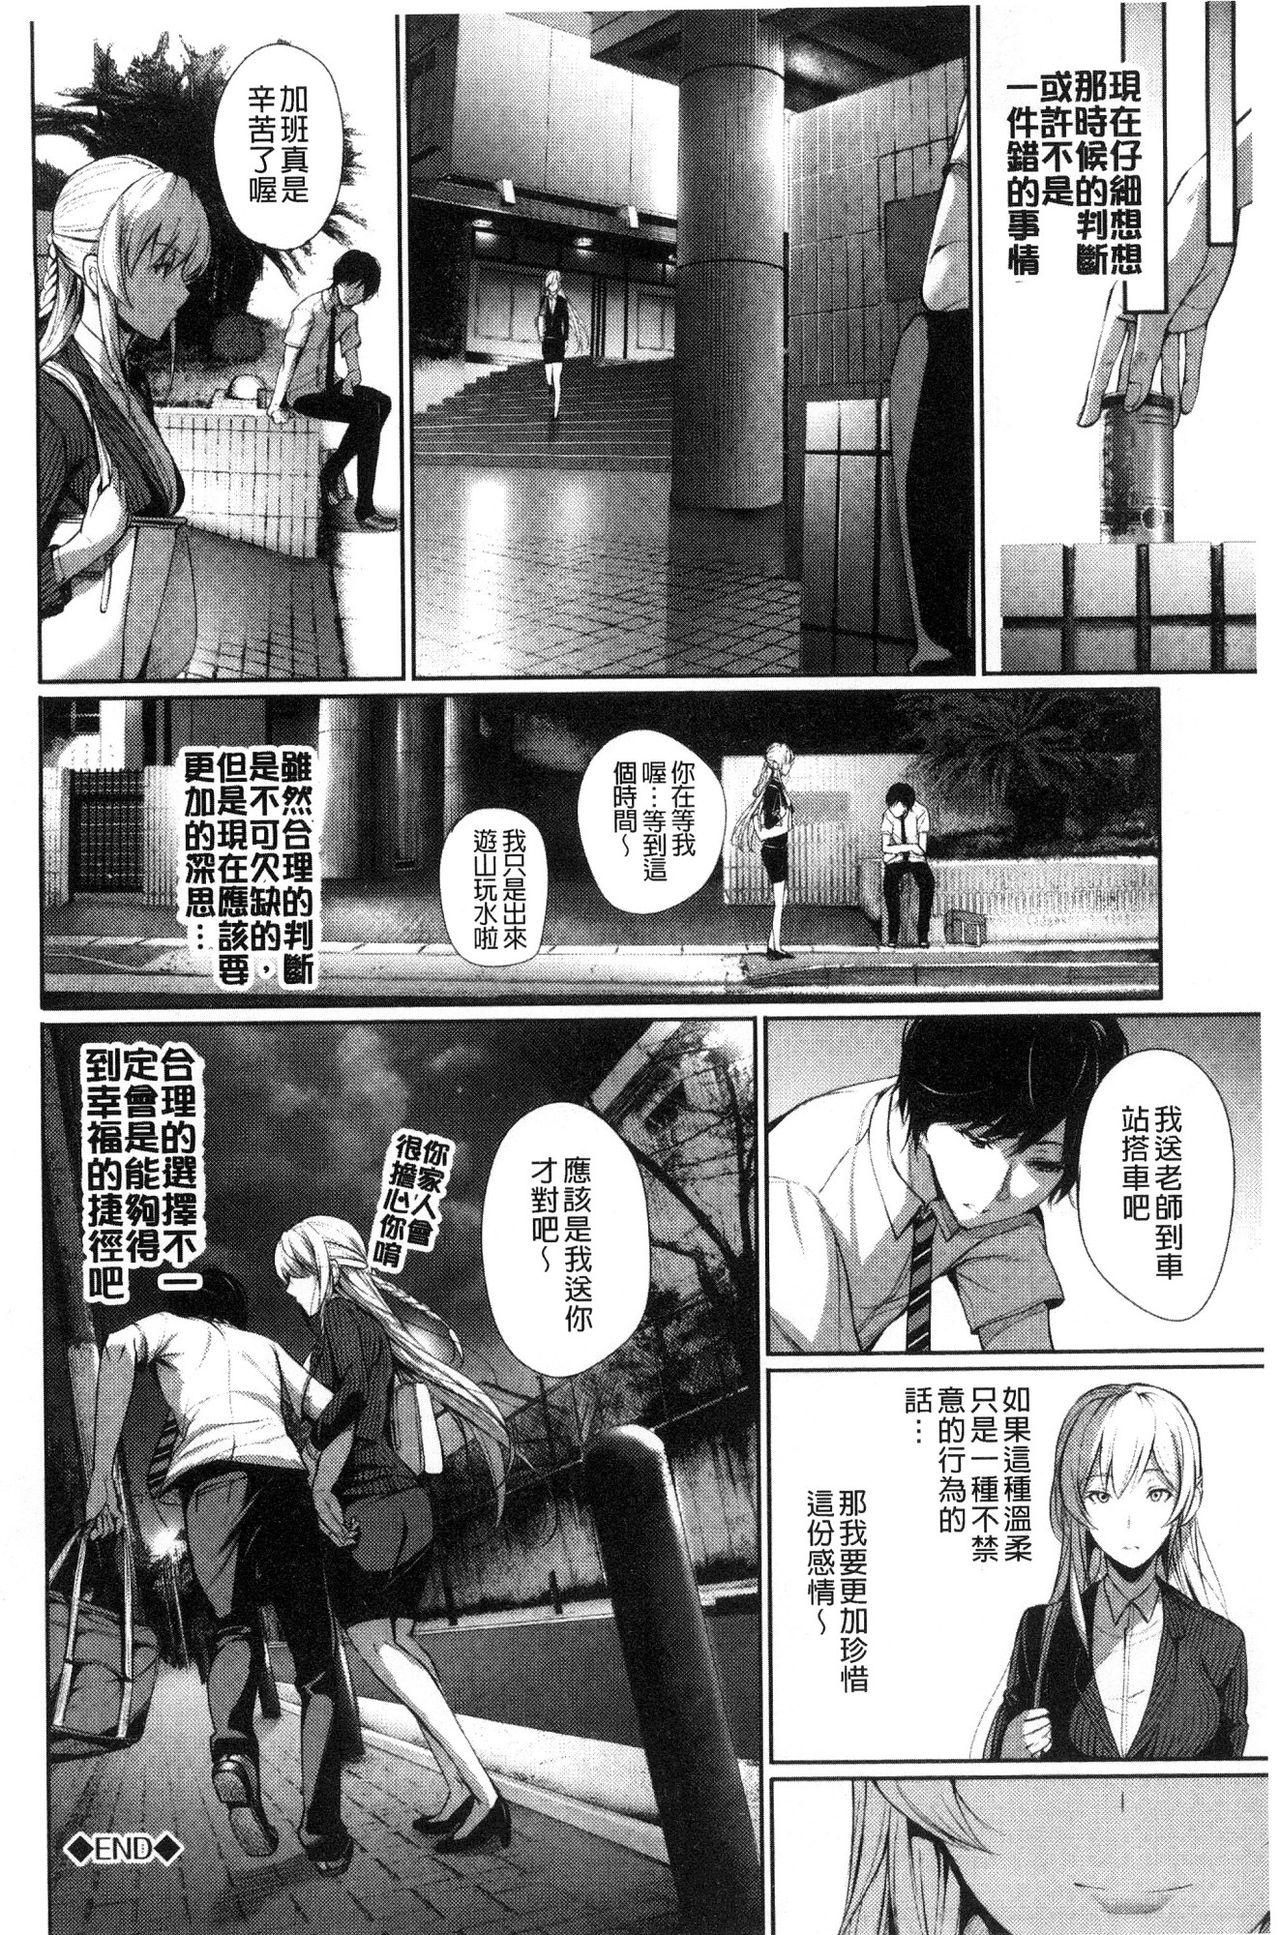 現在仔細想想
那時候的判斷
或許不是
一件錯的事情
加班真是
辛苦了喔
你在等我
喔…等到這
個時間～
我只是出來
遊山玩水啦
雖然合理的判斷
是不可欠缺的，
但是現在應該要
更加的深思…
我送老師到車
站搭車吧
如果這種溫柔
只是一種不禁
意的行為的
話…
那我要更加珍惜
這份感情～
應該是我送你
才對吧～
你家人會
很擔心你唷
合理的選擇不一
定會是能夠得
到幸福的捷徑吧
◆END◆